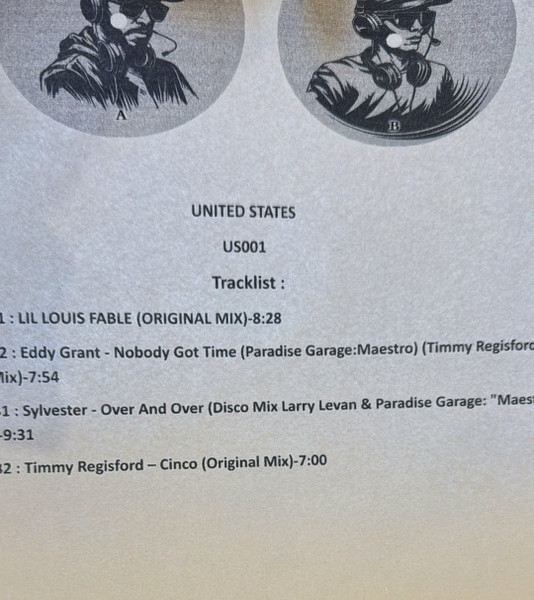 A
B
UNITED STATES
US001
Tracklist :
1 : LIL LOUIS FABLE (ORIGINAL MIX)-8:28
2 : Eddy Grant - Nobody Got Time (Paradise Garage:Maestro) (Timmy Regisford
Mix)-7:54
1 : Sylvester - Over And Over (Disco Mix Larry Levan & Paradise Garage: "Maest
-9:31
B2 : Timmy Regisford – Cinco (Original Mix)-7:00